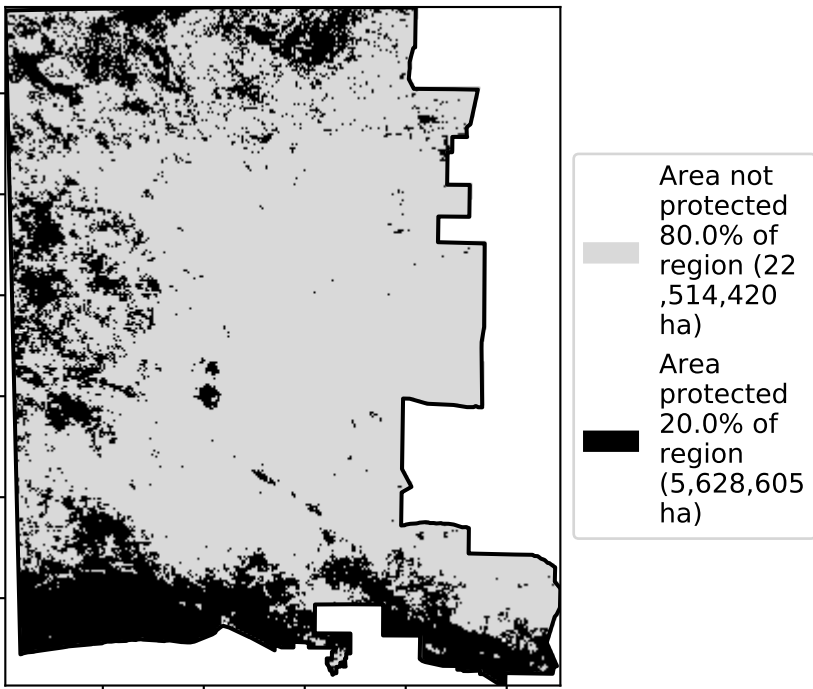 Area not
protected
80.0% of
region (22
,514,420
ha)
Area
protected
20.0% of
region
(5,628,605
ha)